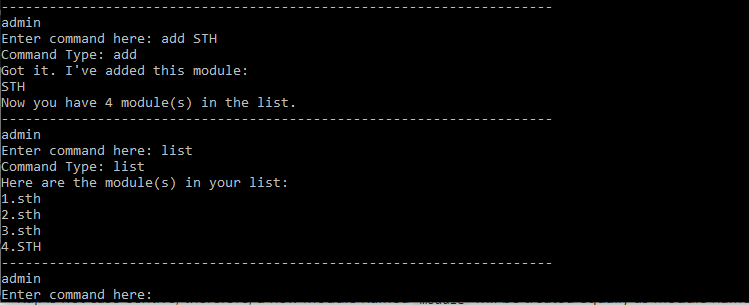 ---------------------------------------------------------------------
admin
Enter command here: add STH
Command Type: add
Got it. I've added this module:
STH
Now you have 4 module(s) in the list.
---------------------------------------------------------------------
admin
Enter command here: list
Command Type: list
Here are the module(s) in your list:
1.sth
2.sth
3.sth
4.STH
---------------------------------------------------------------------
admin
Enter command here: